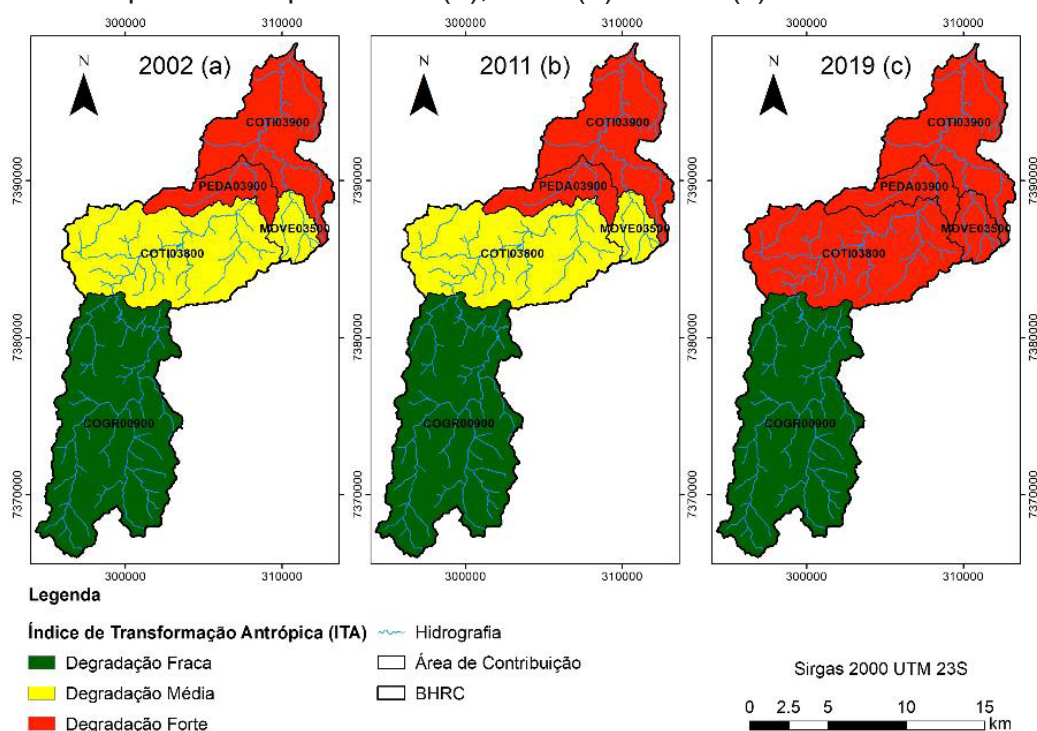 300000 310000 300000 310000 300000 310000
N 2002 (a) N 2011 (b) N 2019 (c)
COTI03900 COTI03900 COTI03900
7390000 PEDA03900 PEDA03900 PEDA03900 7390000
MOVE03500 MOVE03500 MOVE03500
COTI03800 COTI03800 COTI03800
7380000 7380000
COGR00900 COGR00900 COGR00900
7370000 7370000
300000 310000 300000 310000 300000 310000
Legenda
Índice de Transformação Antrópica (ITA) Hidrografia
Degradação Fraca Área de Contribuição
Degradação Média BHRC
Degradação Forte
Sirgas 2000 UTM 23S
0 2.5 5 10 15
km